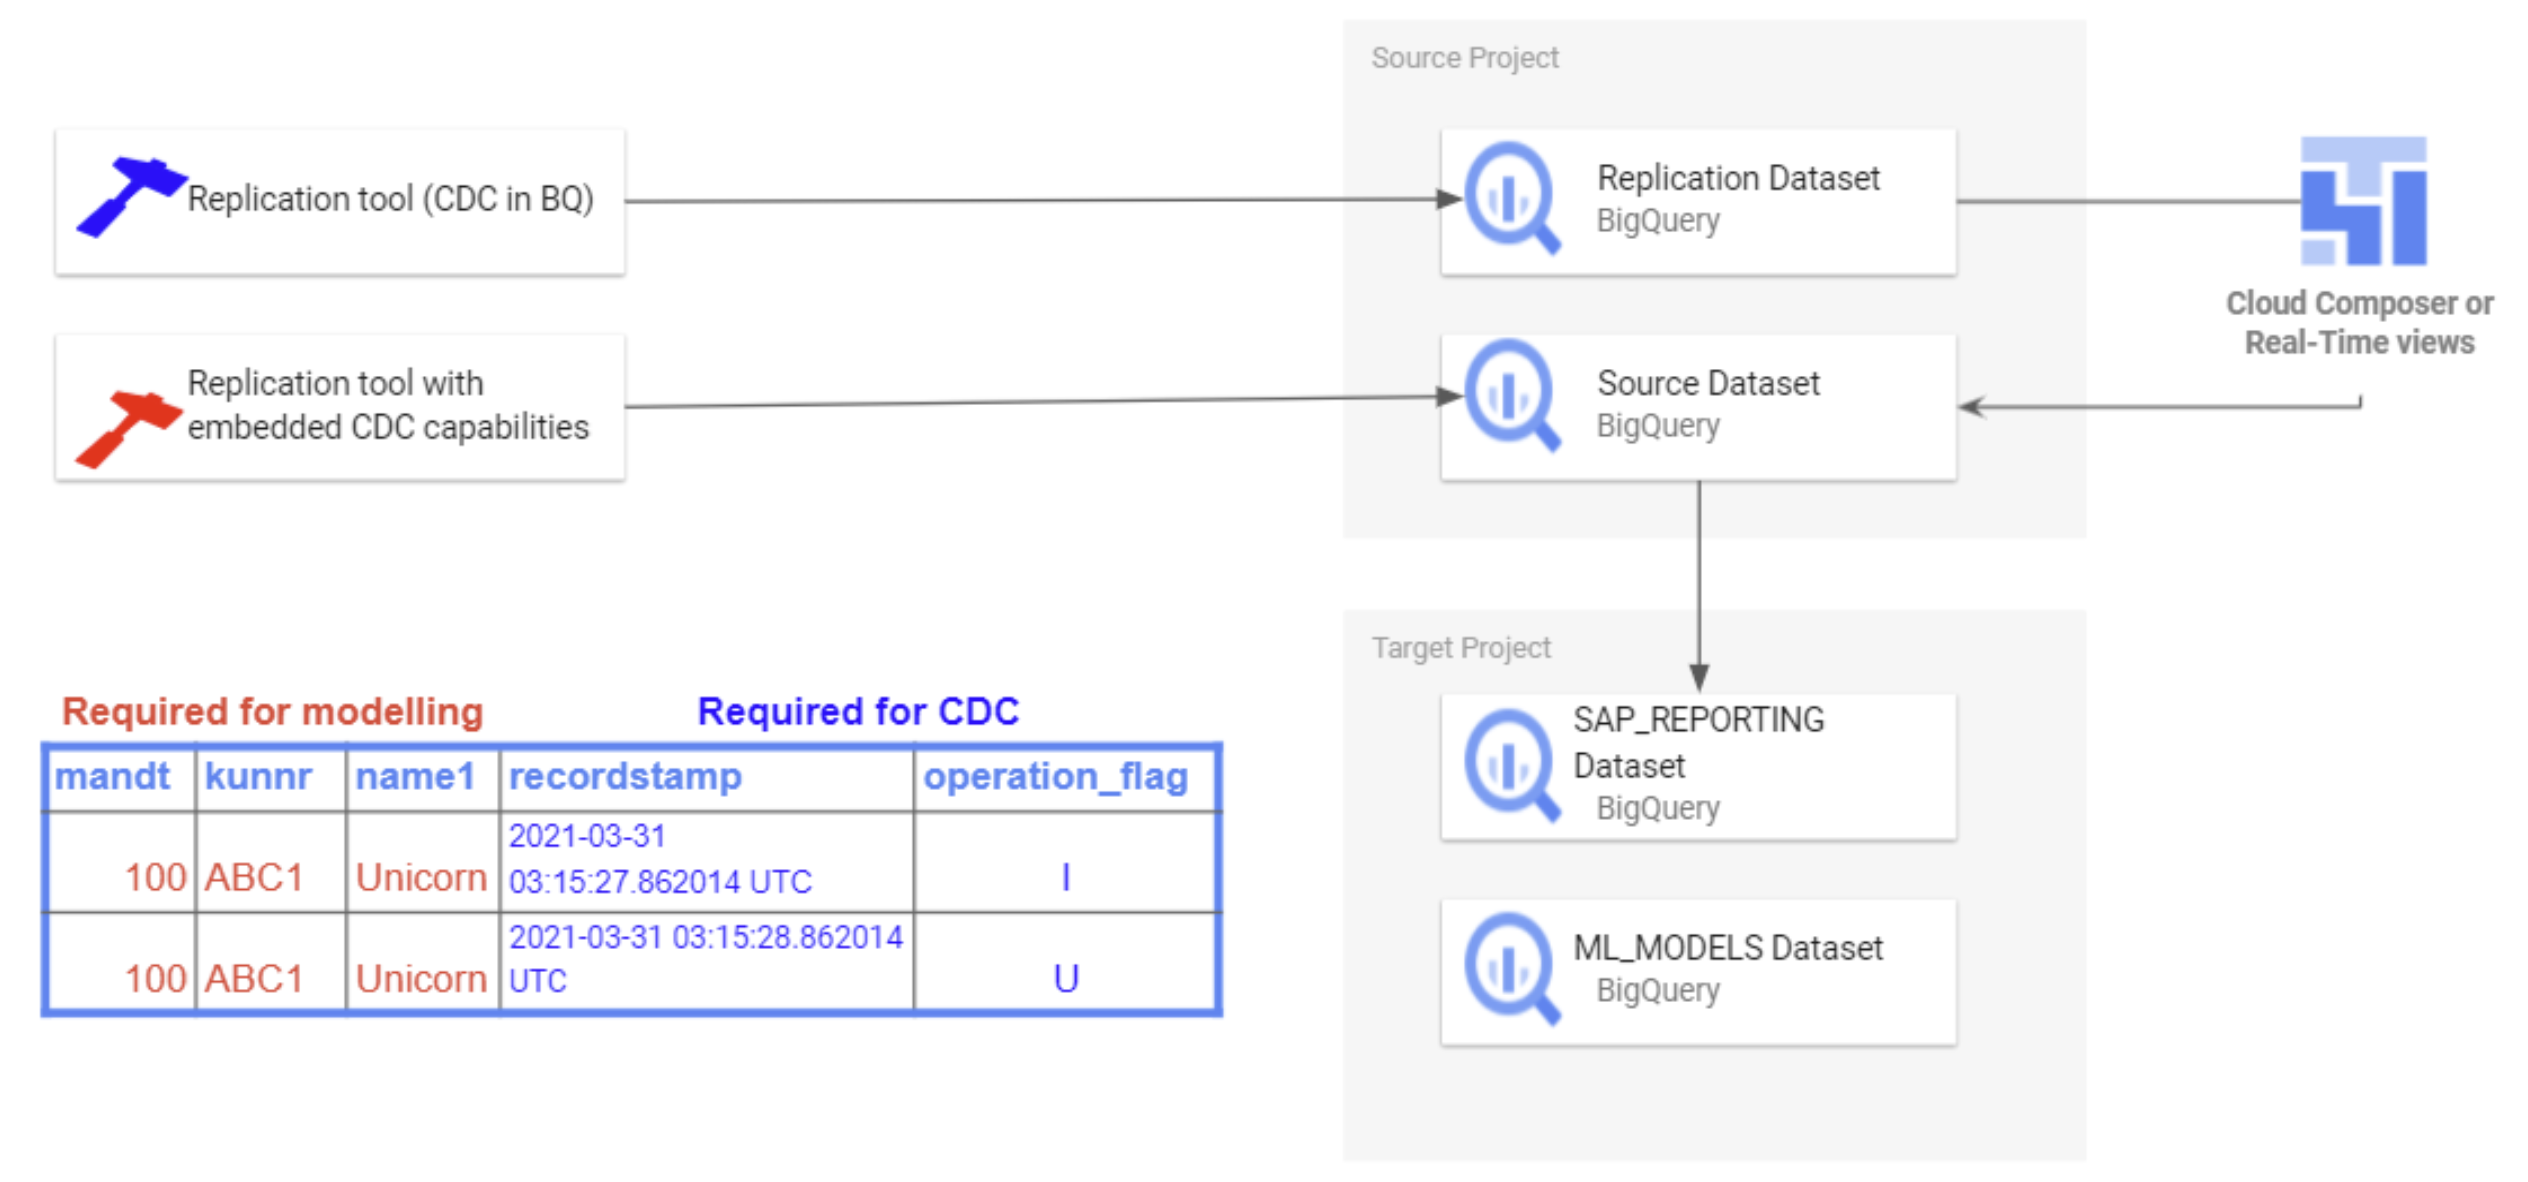 Source Project
Replication tool (CDC in BQ)
Replication Dataset
BigQuery
Cloud Composer or
Real-Time views
Replication tool with
embedded CDC capabilities
Source Dataset
BigQuery
Target Project
SAP_REPORTING
Dataset
BigQuery
ML_MODELS Dataset
BigQuery
Required for modelling
Required for CDC
mandt kunnr name1 recordstamp operation_flag
100 ABC1 Unicorn 2021-03-31
03:15:27.862014 UTC I
100 ABC1 Unicorn 2021-03-31 03:15:28.862014
UTC U